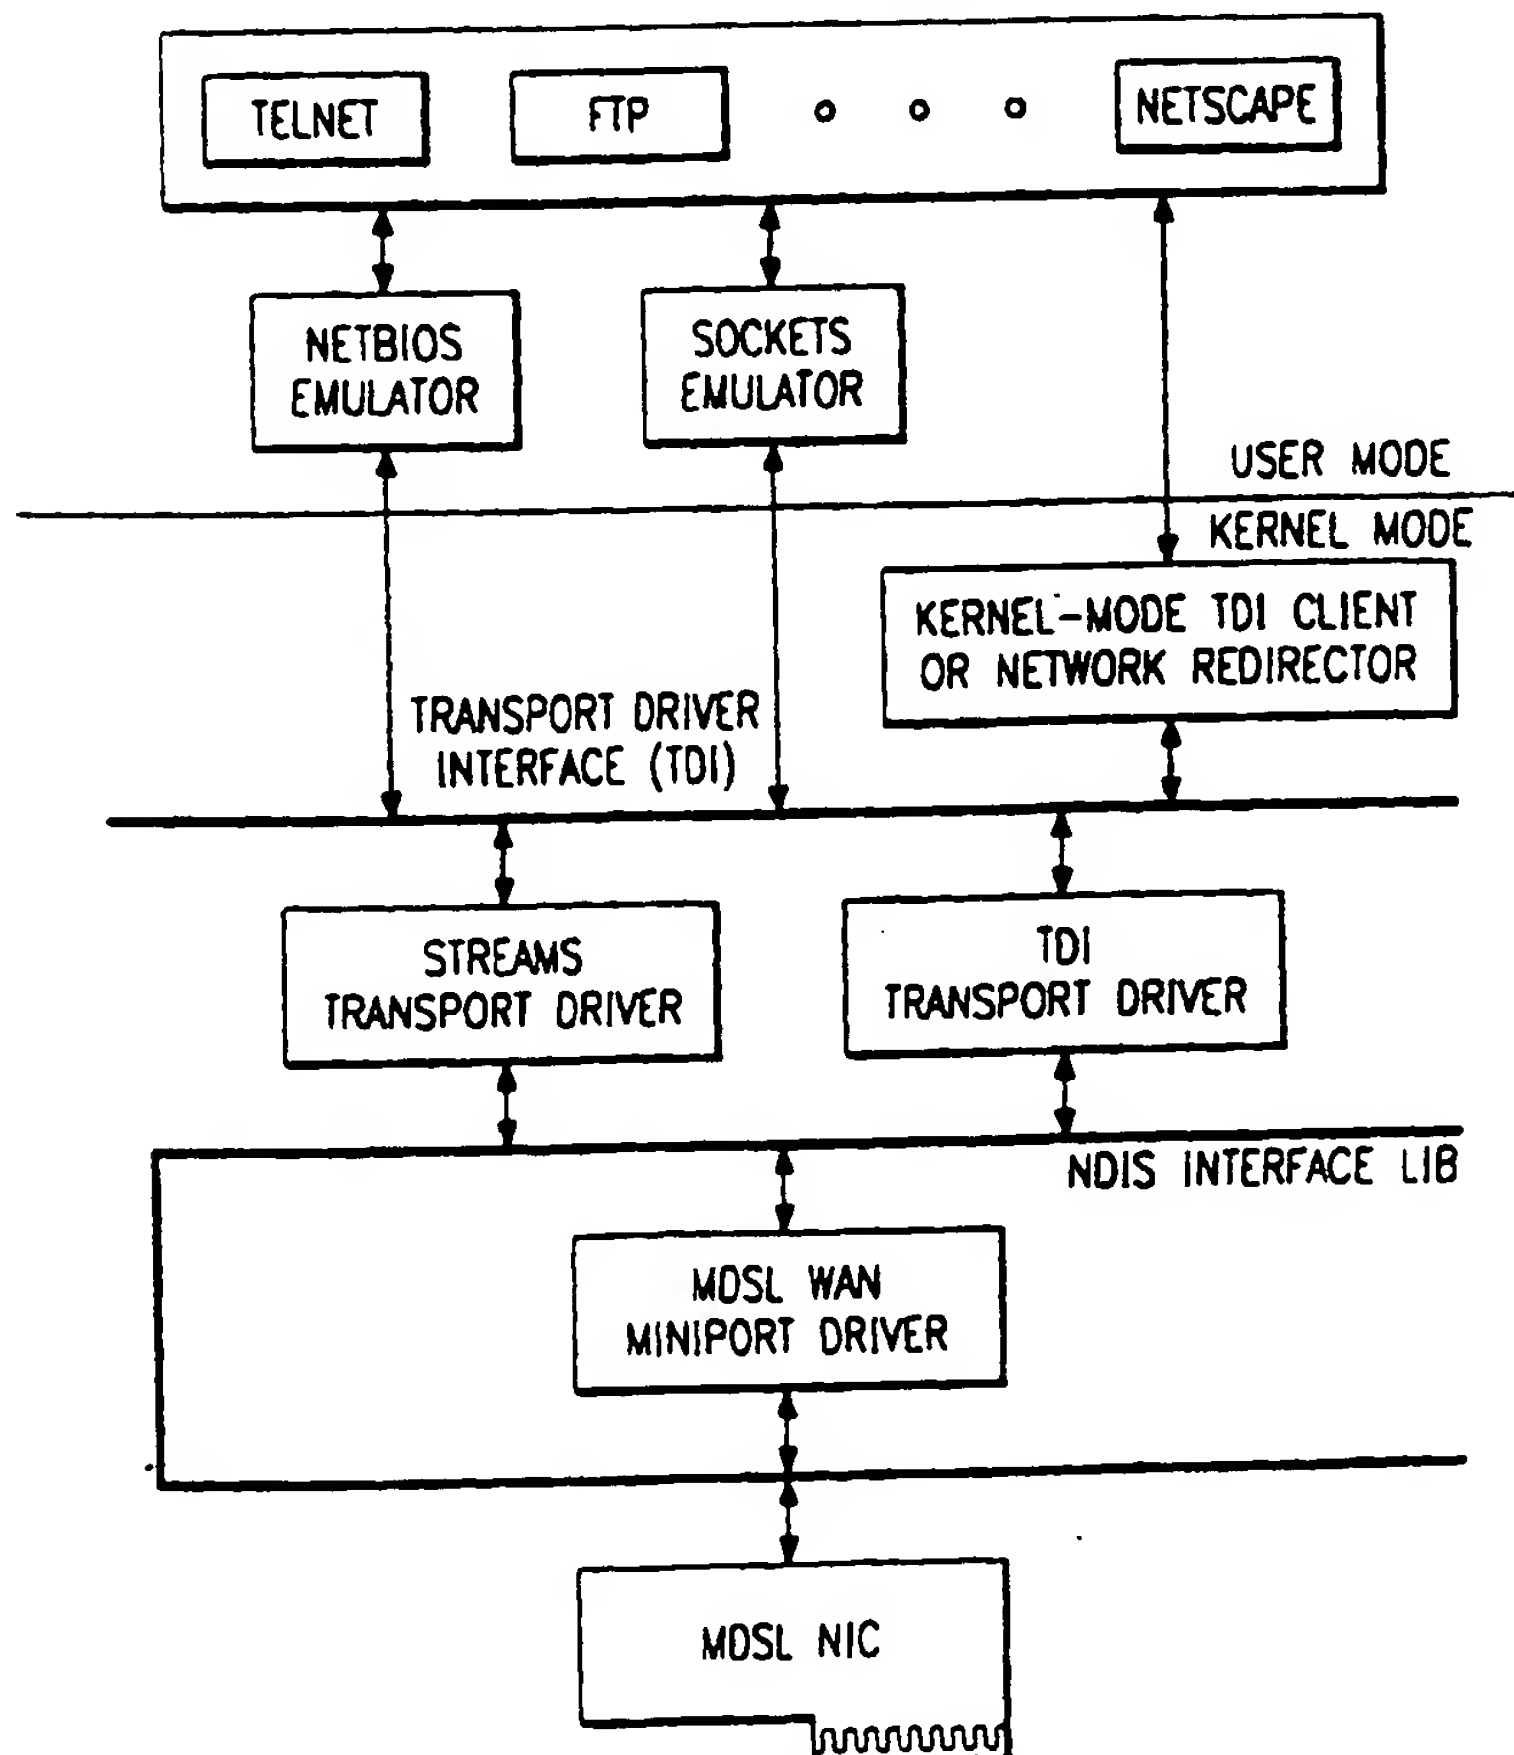 TELNET
FTP
NETSCAPE
NETBIOS
EMULATOR
SOCKETS
EMULATOR
USER MODE
KERNEL MODE
KERNEL-MODE TDI CLIENT
OR NETWORK REDIRECTOR
TRANSPORT DRIVER
INTERFACE (TDI)
STREAMS
TRANSPORT DRIVER
TDI
TRANSPORT DRIVER
NDIS INTERFACE LIB
MDSL WAN
MINIPORT DRIVER
MDSL NIC